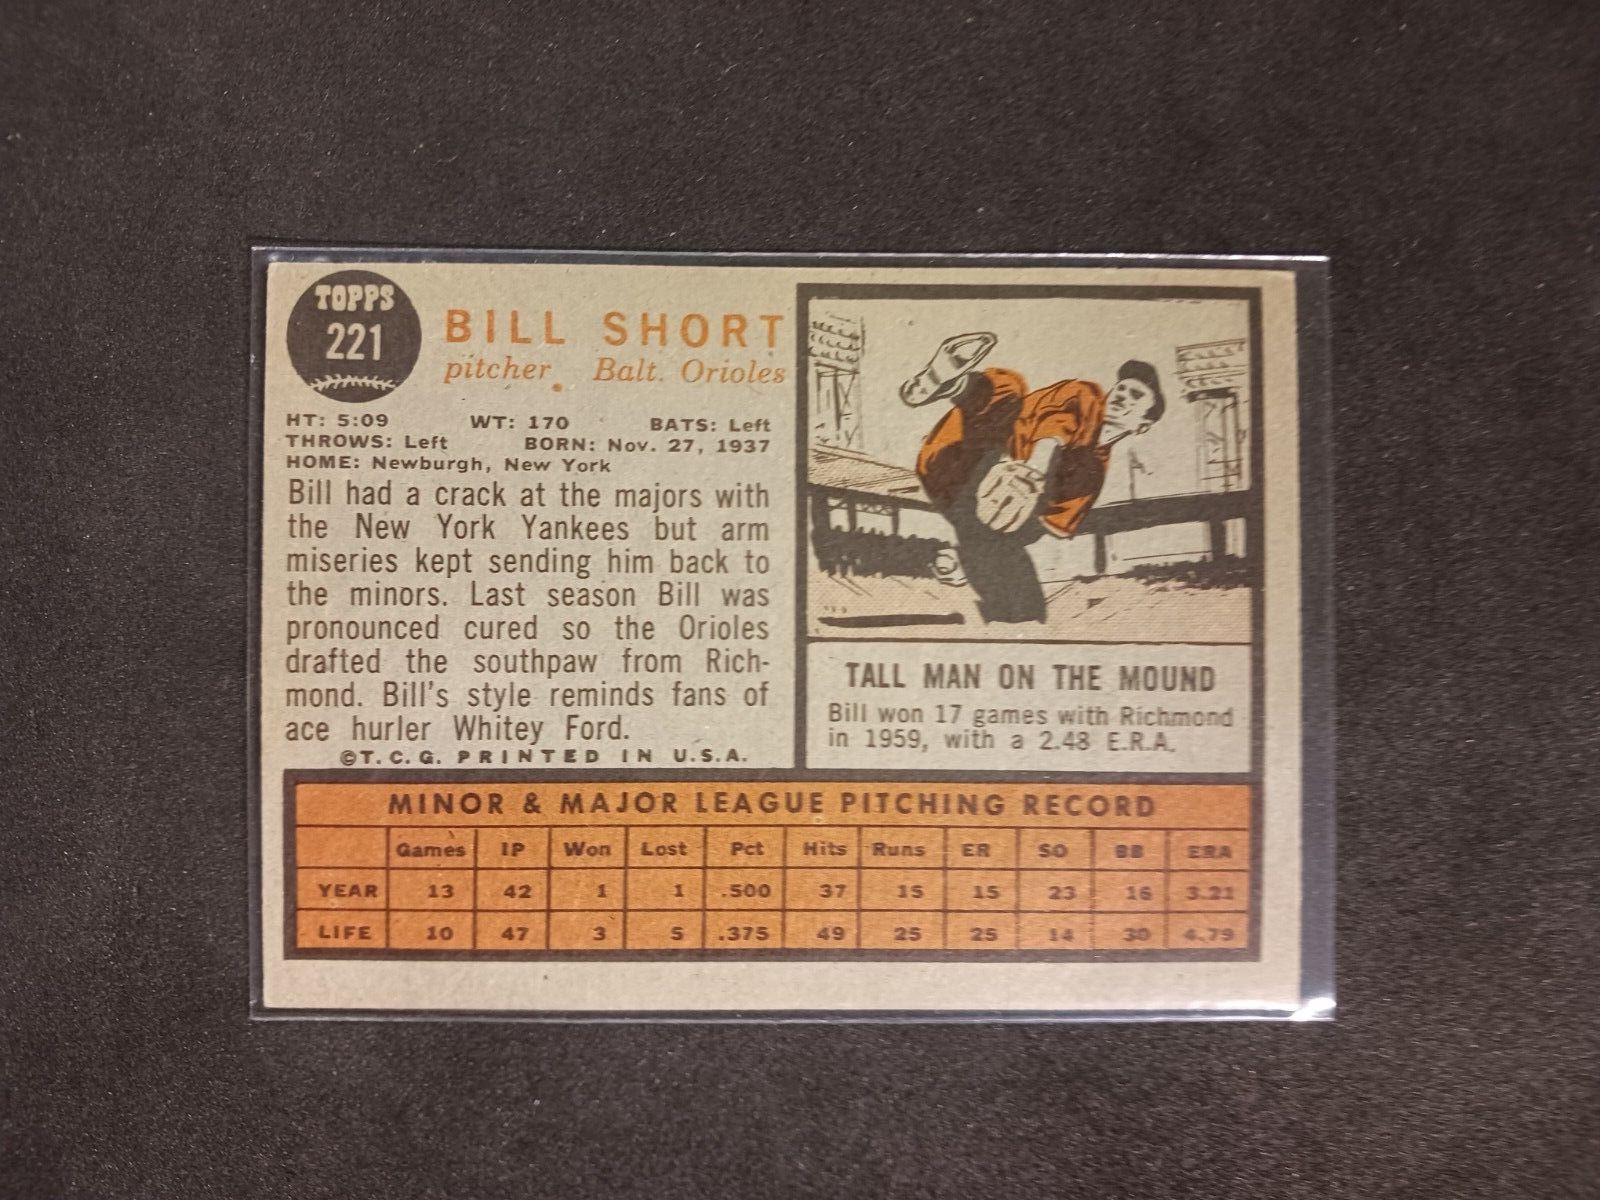 TOPPS
221
BILL SHORT
pitcher, Balt. Orioles
HT: 5:09 WT: 170 BATS: Left
THROWS: Left BORN: Nov. 27, 1937
HOME: Newburgh, New York
Bill had a crack at the majors with
the New York Yankees but arm
miseries kept sending him back to
the minors. Last season Bill was
pronounced cured so the Orioles
drafted the southpaw from Rich-
mond. Bill's style reminds fans of
ace hurler Whitey Ford.
©T. C. G. PRINTED IN U.S.A.
TALL MAN ON THE MOUND
Bill won 17 games with Richmond
in 1959, with a 2.48 E.R.A.
MINOR & MAJOR LEAGUE PITCHING RECORD
Games IP Won Lost Pct Hits Runs ER SO BB ERA
YEAR 13 42 1 1 .500 37 15 15 23 16 3.21
LIFE 10 47 3 5 .375 49 25 25 14 30 4.79